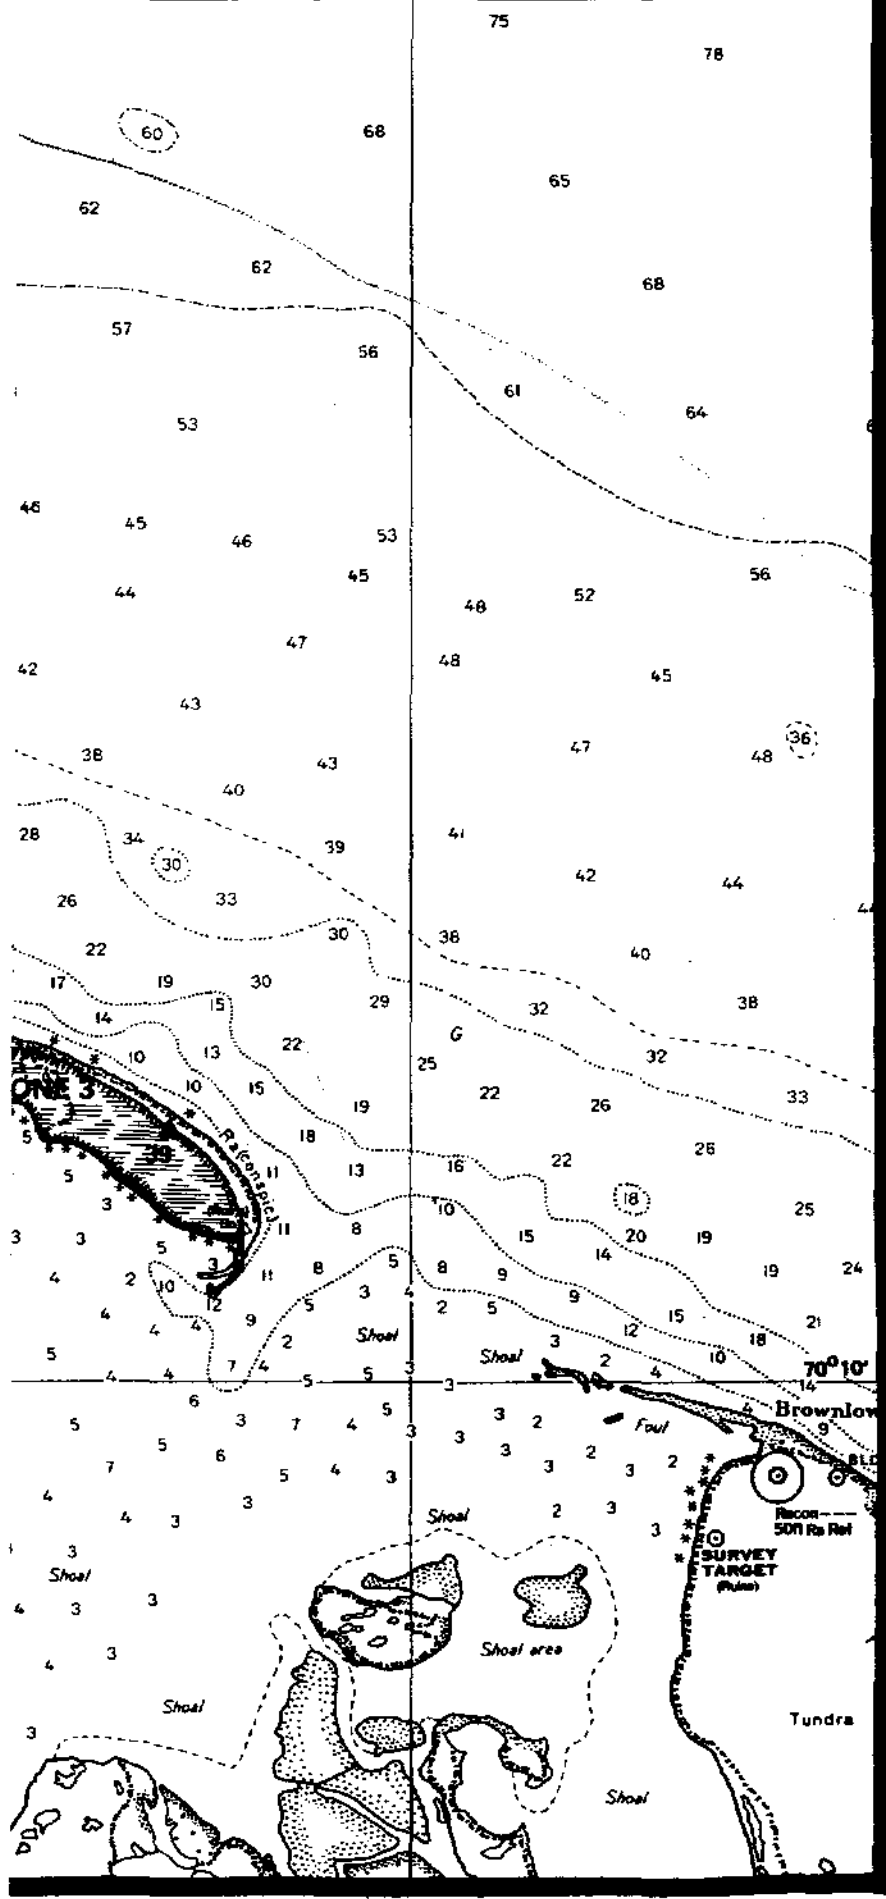 75
78
60 68
65
62
62
68
57
56
61
64
53
46
45
46 53
45 56
44 48 52
47
42 48
45
43
36
47 48
38 43
40
28 34 39 41
30
42 44
26 33
30 38
22 40
17 19 30
15 29 32 38
14
G
13 22
10 25 32
10 15 22
33
ONE 3
19 26
5 18
26
Ra (conspic)
39
11 13 16 22
5
18
3 10 25
11 8
3 3 15 20 19
5 14
3 5
4 2 11 8 8 9 19 24
10 3 4
12 5 2 5 9
4 9 15 21
4 4 12
2 Shoal 3 18
5 Shoal 2 10
7 4 3 4 70°10'
4 4 5 5 3 14
6 4 Brownlow
5 3 7 4 5 3 2 Foul 9
3 3
5 6 3 2 2
7 5 4 3 3 3
4 3
4 3 Shoal 2 3
Racon
50ft Ra Ref
3
3 SURVEY
Shoal TARGET
(Ruins)
4 3 3
Shoal area
4 3
Shoal
3 Tundra
Shoal